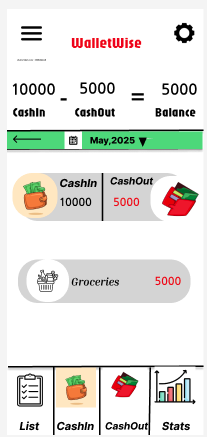 WalletWise
10000 - 5000 = 5000
CashIn CashOut Balance
May,2025
CashIn CashOut
10000 5000
Groceries 5000
List CashIn CashOut Stats